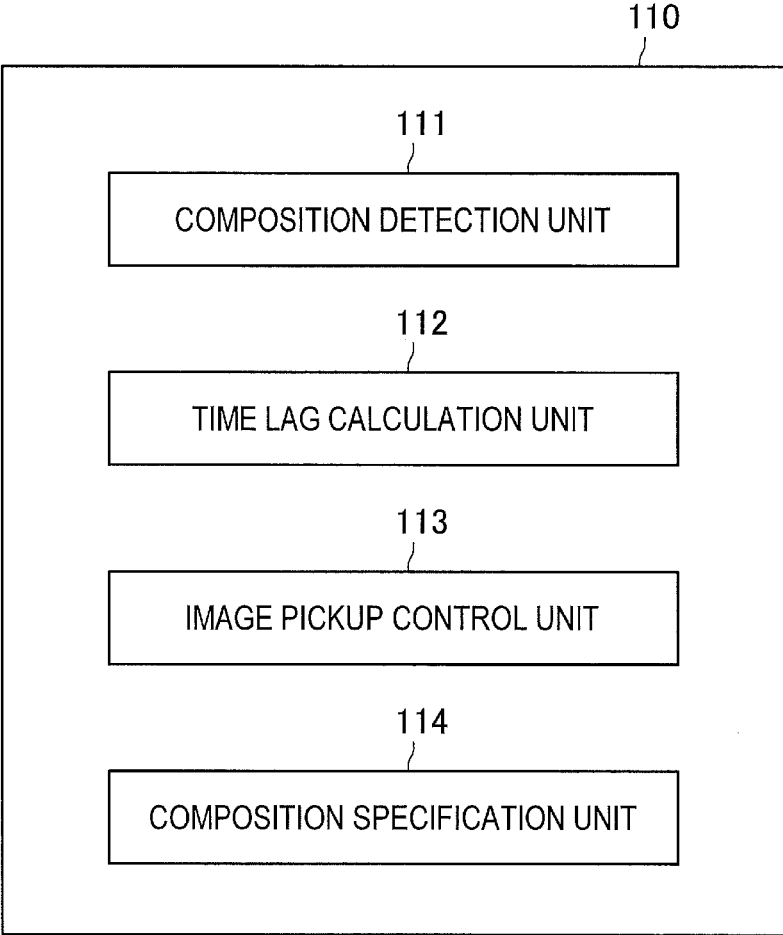 110
111
COMPOSITION DETECTION UNIT
112
TIME LAG CALCULATION UNIT
113
IMAGE PICKUP CONTROL UNIT
114
COMPOSITION SPECIFICATION UNIT